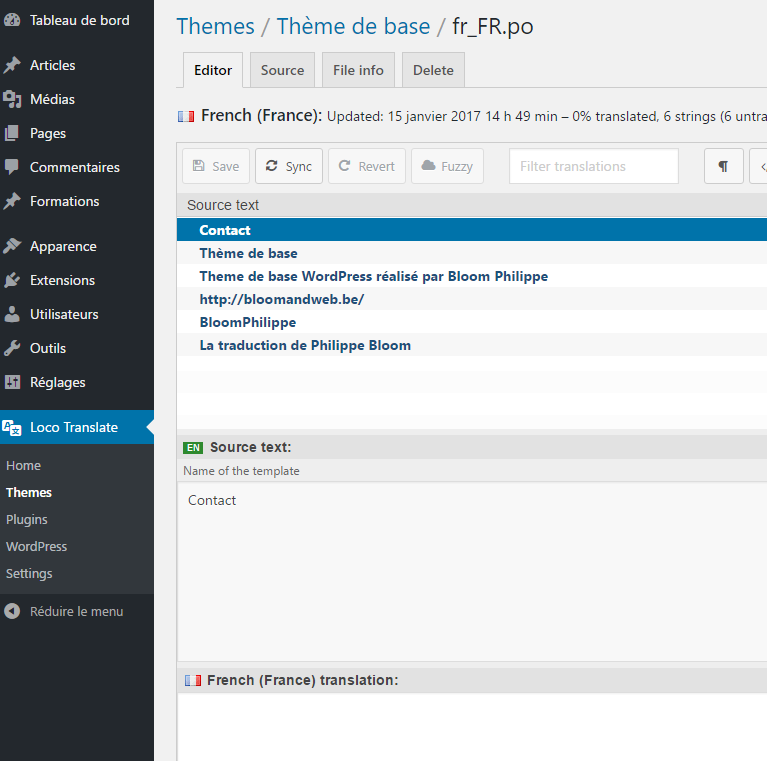 Tableau de bord
Articles
Médias
Pages
Commentaires
Formations
Apparence
Extensions
Utilisateurs
Outils
Réglages
Loco Translate
Home
Themes
Plugins
WordPress
Settings
Réduire le menu
Themes / Thème de base / fr_FR.po
Editor Source File info Delete
French (France): Updated: 15 janvier 2017 14 h 49 min – 0% translated, 6 strings (6 untra
Save Sync Revert Fuzzy Filter translations ¶
Source text
Contact
Thème de base
Theme de base WordPress réalisé par Bloom Philippe
http://bloomandweb.be/
BloomPhilippe
La traduction de Philippe Bloom
EN Source text:
Name of the template
Contact
French (France) translation: